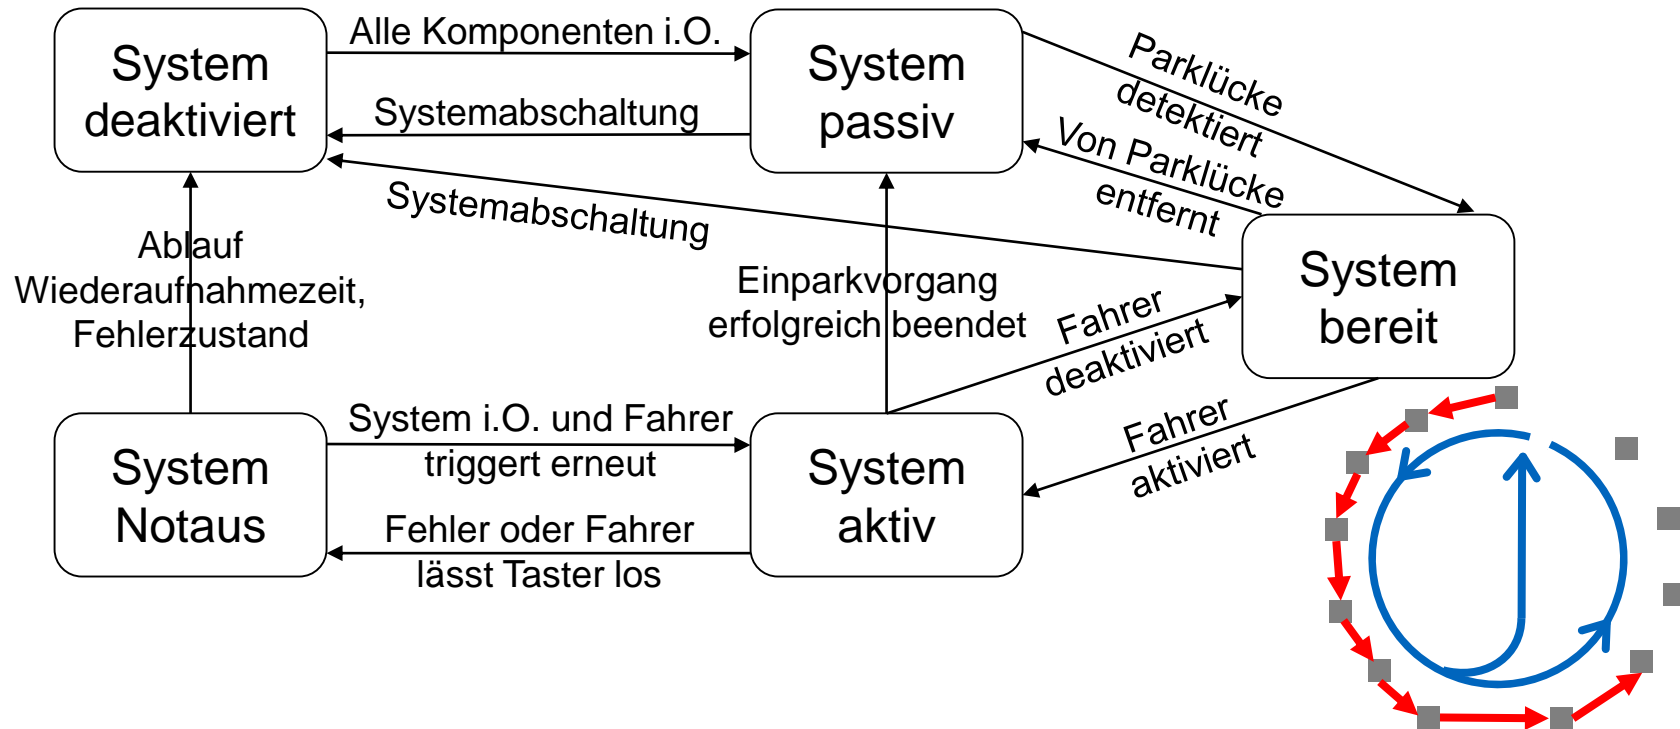 System
deaktiviert
Alle Komponenten i.O.
Systemabschaltung
System
passiv
Parklücke
detektiert
Von Parklücke
entfernt
Systemabschaltung
Ablauf
Wiederaufnahmezeit,
Fehlerzustand
Einparkvorgang
erfolgreich beendet
Fahrer
deaktiviert
System
bereit
Fahrer
aktiviert
System
Notaus
System i.O. und Fahrer
triggert erneut
Fehler oder Fahrer
lässt Taster los
System
aktiv